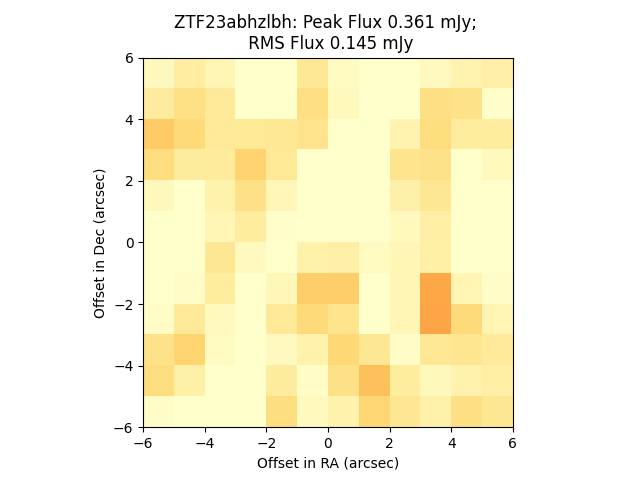 ZTF23abhzlbh: Peak Flux 0.361 mJy;
RMS Flux 0.145 mJy
6
4
2
0
−2
−4
−6
Offset in Dec (arcsec)
−6 −4 −2 0 2 4 6
Offset in RA (arcsec)